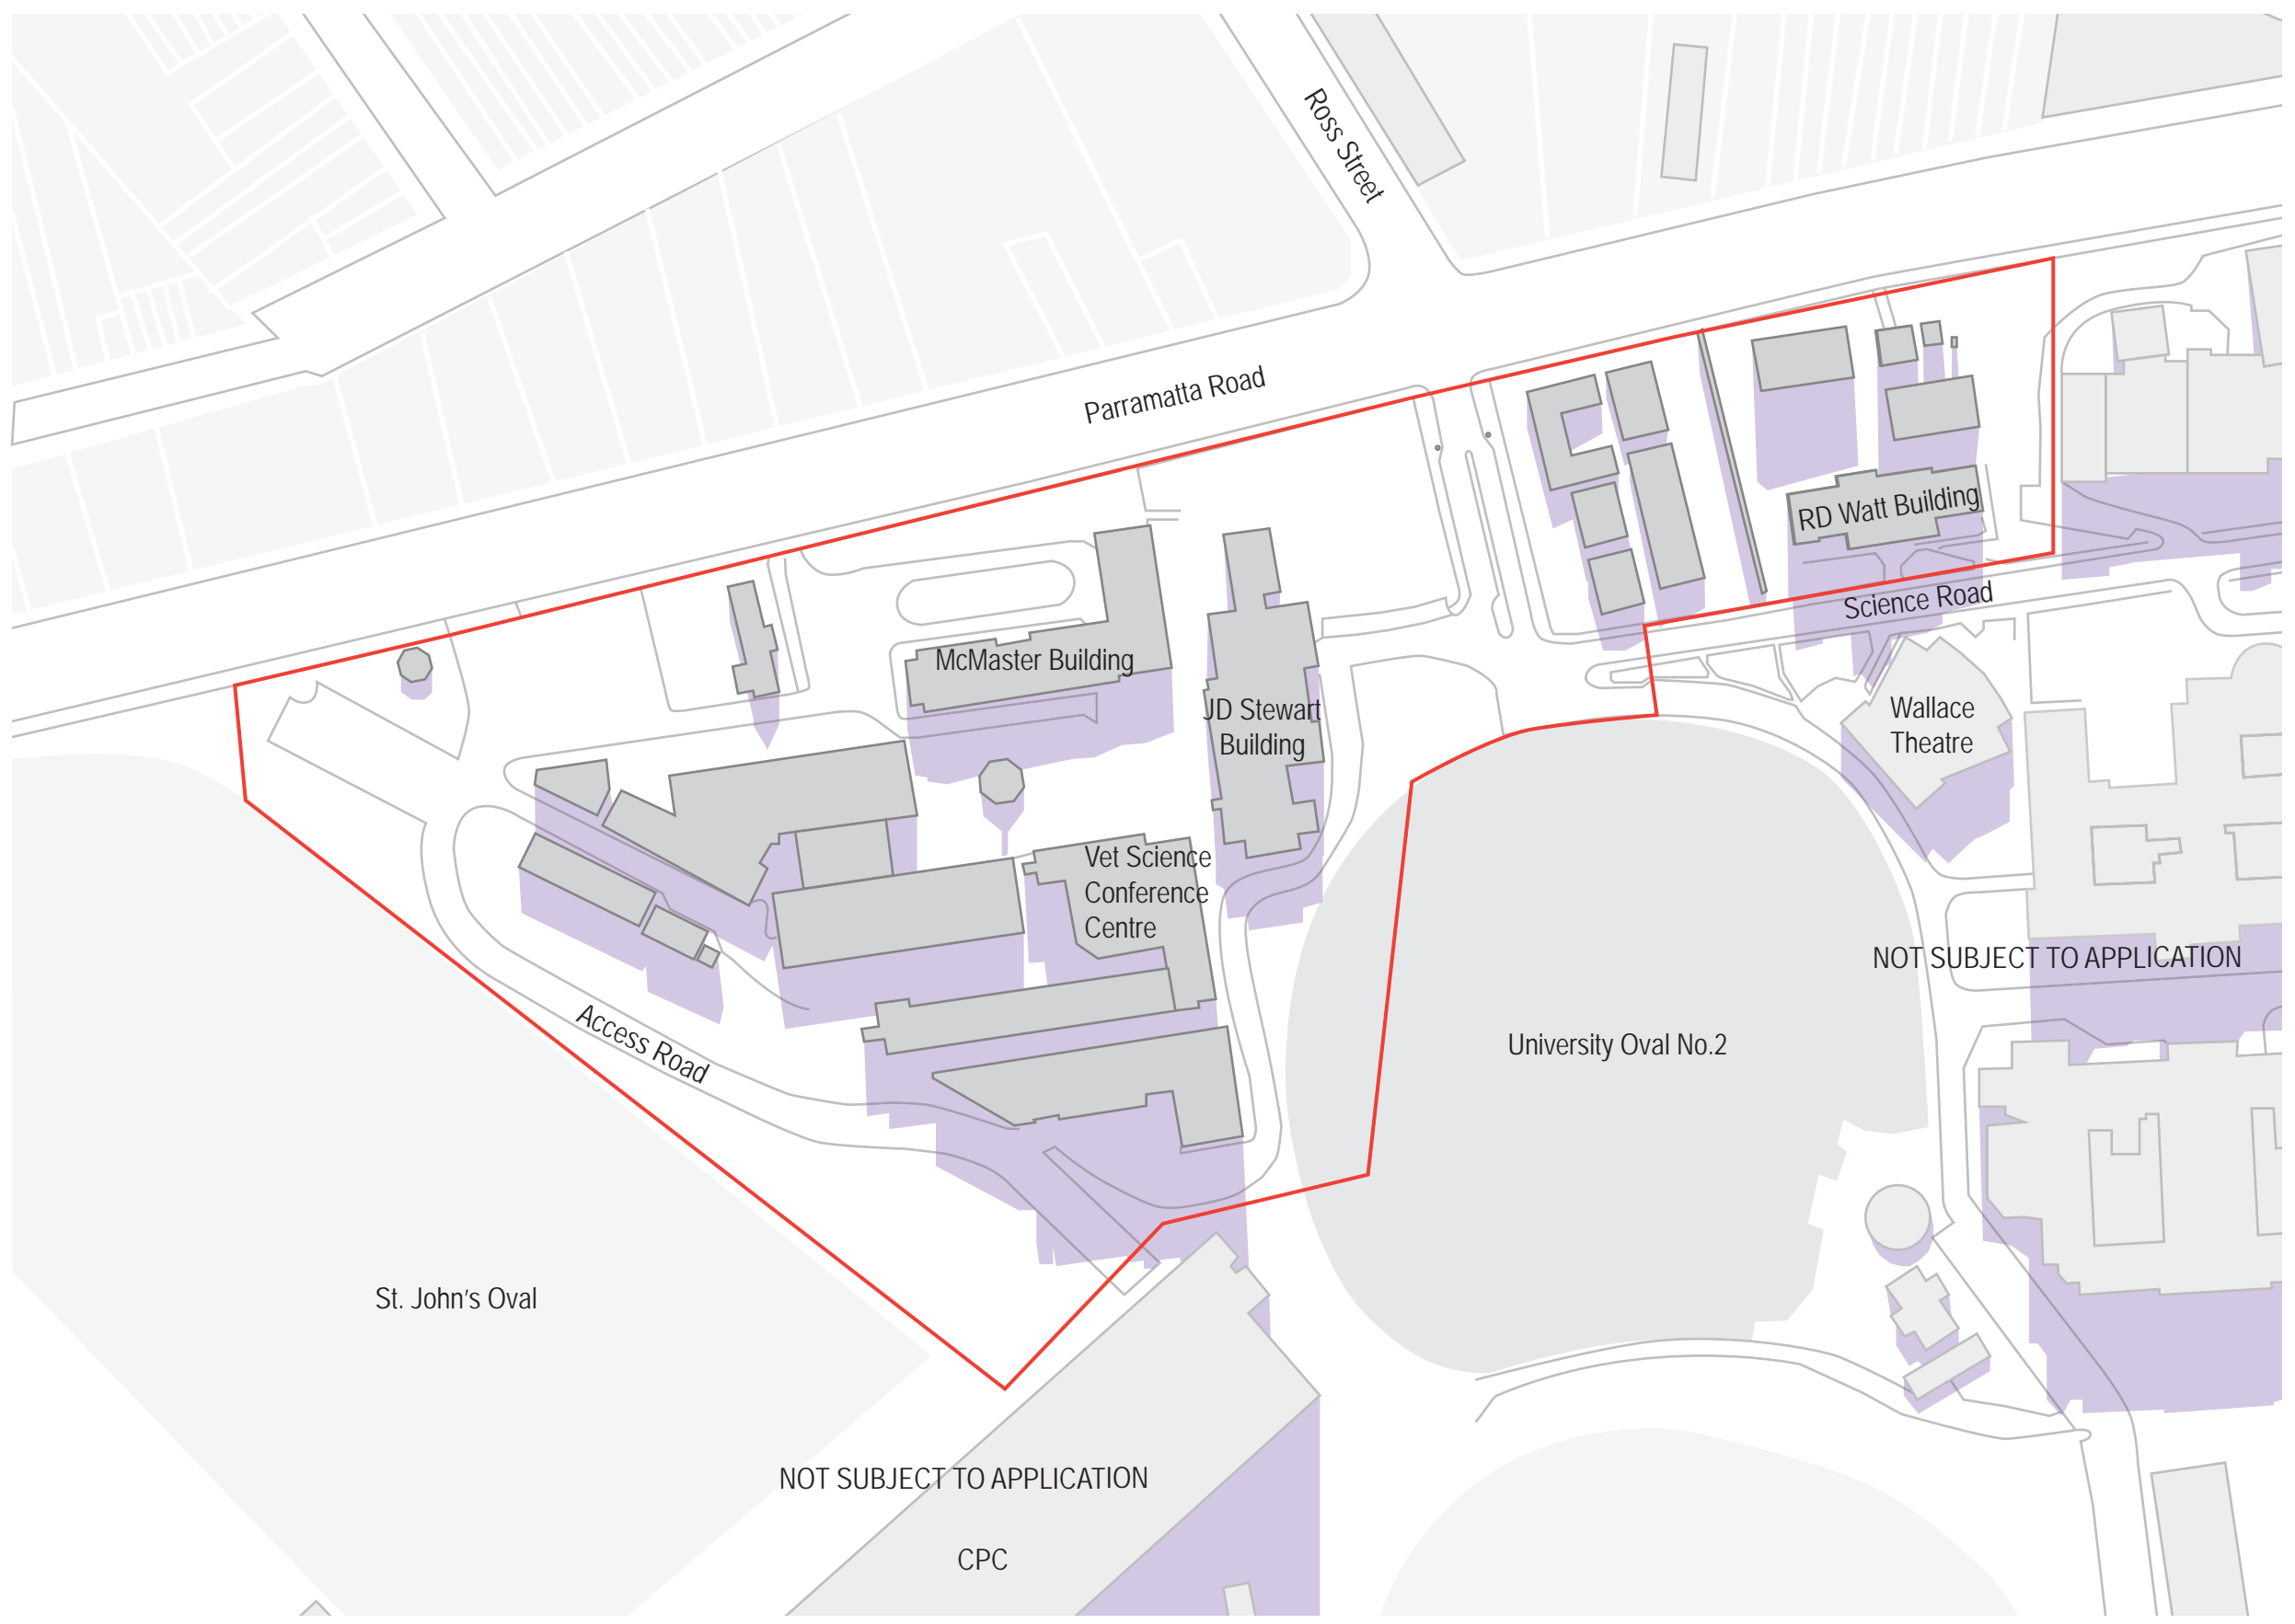 Ross Street
Parramatta Road
RD Watt Building
Science Road
McMaster Building
JD Stewart
Building
Wallace
Theatre
Vet Science
Conference
Centre
NOT SUBJECT TO APPLICATION
Access Road
University Oval No.2
St. John’s Oval
NOT SUBJECT TO APPLICATION
CPC